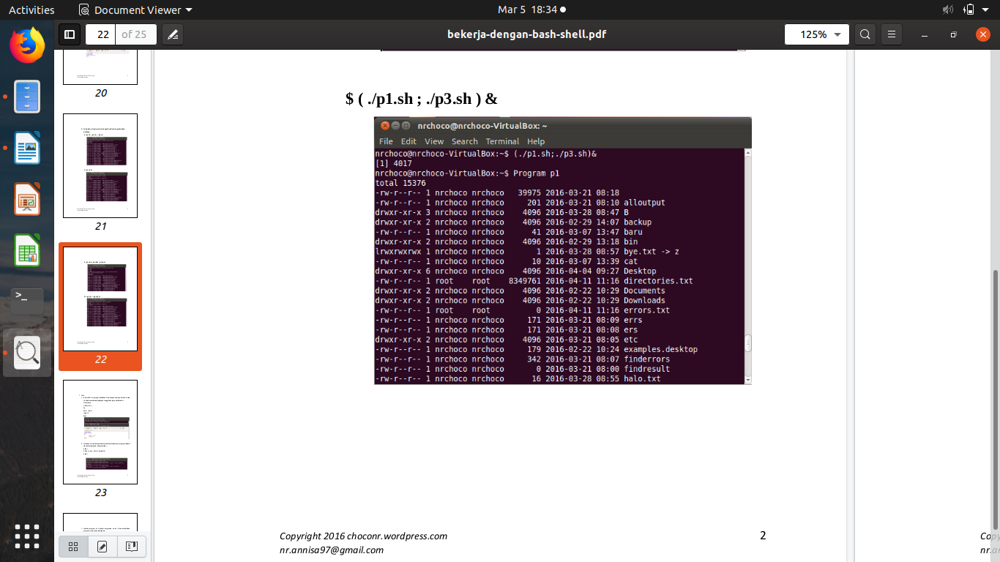 Activities
Document Viewer
Mar 5 18:34
22 of 25
bekerja-dengan-bash-shell.pdf
125%
20
21
22
23
$ ( ./p1.sh ; ./p3.sh ) &
nrchoco@nrchoco-VirtualBox: ~
File Edit View Search Terminal Help
nrchoco@nrchoco-VirtualBox:~$ (./p1.sh;./p3.sh)&
[1] 4017
nrchoco@nrchoco-VirtualBox:~$ Program p1
total 15376
-rw-r--r-- 1 nrchoco nrchoco 39975 2016-03-21 08:18
-rw-r--r-- 1 nrchoco nrchoco 201 2016-03-21 08:10 alloutput
drwxr-xr-x 3 nrchoco nrchoco 4096 2016-03-28 08:47 B
drwxr-xr-x 2 nrchoco nrchoco 4096 2016-02-29 14:07 backup
-rw-r--r-- 1 nrchoco nrchoco 41 2016-03-07 13:47 baru
drwxr-xr-x 2 nrchoco nrchoco 4096 2016-02-29 13:18 bin
lrwxrwxrwx 1 nrchoco nrchoco 1 2016-03-28 08:57 bye.txt -> z
-rw-r--r-- 1 nrchoco nrchoco 10 2016-03-07 13:39 cat
drwxr-xr-x 6 nrchoco nrchoco 4096 2016-04-04 09:27 Desktop
-rw-r--r-- 1 root root 8349761 2016-04-11 11:16 directories.txt
drwxr-xr-x 2 nrchoco nrchoco 4096 2016-02-22 10:29 Documents
drwxr-xr-x 2 nrchoco nrchoco 4096 2016-02-22 10:29 Downloads
-rw-r--r-- 1 root root 0 2016-04-11 11:16 errors.txt
-rw-r--r-- 1 nrchoco nrchoco 171 2016-03-21 08:09 errs
-rw-r--r-- 1 nrchoco nrchoco 171 2016-03-21 08:08 ers
drwxr-xr-x 2 nrchoco nrchoco 4096 2016-03-21 08:05 etc
-rw-r--r-- 1 nrchoco nrchoco 179 2016-02-22 10:24 examples.desktop
-rw-r--r-- 1 nrchoco nrchoco 342 2016-03-21 08:07 finderrors
-rw-r--r-- 1 nrchoco nrchoco 0 2016-03-21 08:00 findresult
-rw-r--r-- 1 nrchoco nrchoco 16 2016-03-28 08:55 halo.txt
Copyright 2016 choconr.wordpress.com
nr.annisa97@gmail.com
2